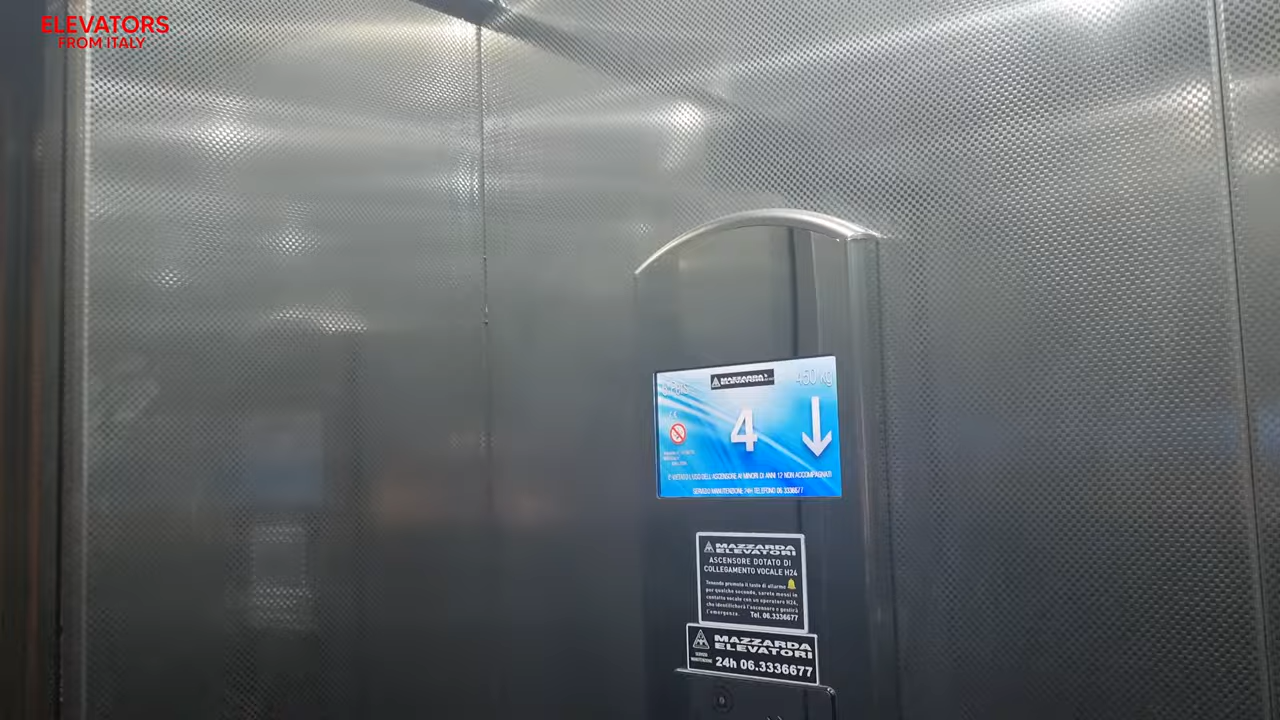 ELEVATORS
FROM ITALY
MAZZARDA
ELEVATORI
450 kg
4
E' VIETATO L'USO DELL'ASCENSORE AI MINORI DI ANNI 12 NON ACCOMPAGNATI
SERVIZIO MANUTENZIONE 24H TELEFONO 06.3336677
MAZZARDA
ELEVATORI
ASCENSORE DOTATO DI
COLLEGAMENTO VOCALE H24
Tenendo premuto il tasto di allarme
per qualche secondo, sarete messi in
contatto vocale con un operatore H24,
che identificherà l'ascensore e gestirà
l'emergenza. Tel. 06.3336677
MAZZARDA
ELEVATORI
SERVIZIO
MANUTENZIONE
24h 06.3336677